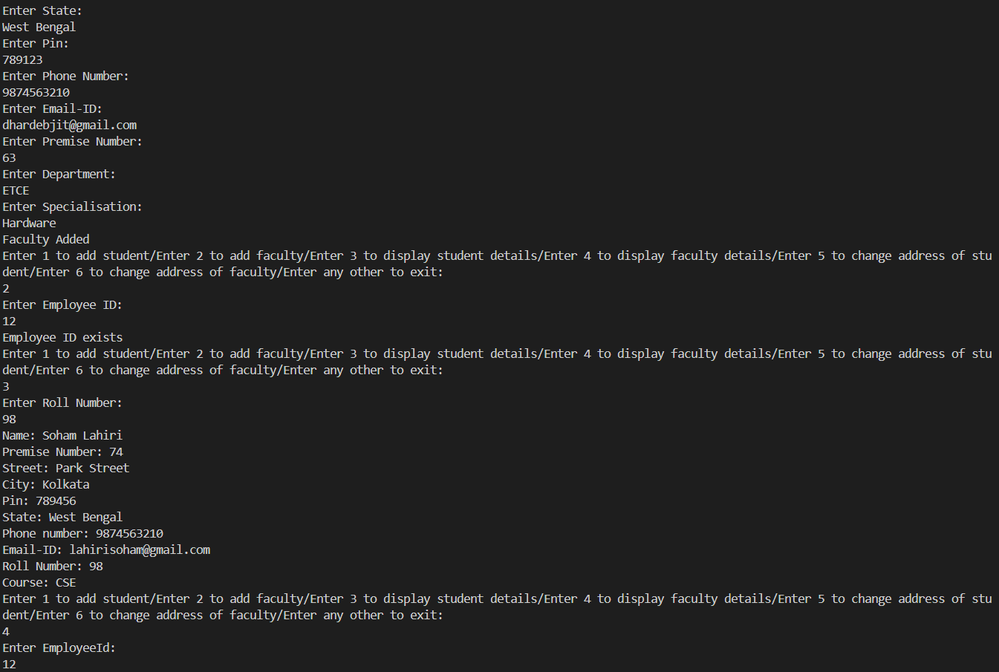 Enter State:
West Bengal
Enter Pin:
789123
Enter Phone Number:
9874563210
Enter Email-ID:
dhardebjit@gmail.com
Enter Premise Number:
63
Enter Department:
ETCE
Enter Specialisation:
Hardware
Faculty Added
Enter 1 to add student/Enter 2 to add faculty/Enter 3 to display student details/Enter 4 to display faculty details/Enter 5 to change address of stu
dent/Enter 6 to change address of faculty/Enter any other to exit:
2
Enter Employee ID:
12
Employee ID exists
Enter 1 to add student/Enter 2 to add faculty/Enter 3 to display student details/Enter 4 to display faculty details/Enter 5 to change address of stu
dent/Enter 6 to change address of faculty/Enter any other to exit:
3
Enter Roll Number:
98
Name: Soham Lahiri
Premise Number: 74
Street: Park Street
City: Kolkata
Pin: 789456
State: West Bengal
Phone number: 9874563210
Email-ID: lahirisoham@gmail.com
Roll Number: 98
Course: CSE
Enter 1 to add student/Enter 2 to add faculty/Enter 3 to display student details/Enter 4 to display faculty details/Enter 5 to change address of stu
dent/Enter 6 to change address of faculty/Enter any other to exit:
4
Enter EmployeeId:
12